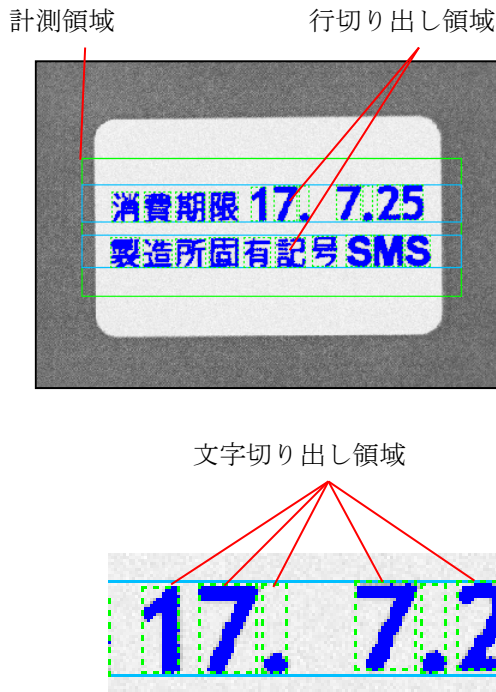 計測領域
行切り出し領域
消費期限 17. 7.25
製造所固有記号 SMS
文字切り出し領域
17. 7.2